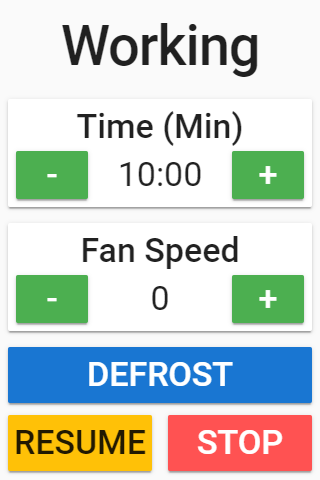 Working
Time (Min)
- 10:00 +
Fan Speed
- 0 +
DEFROST
RESUME STOP